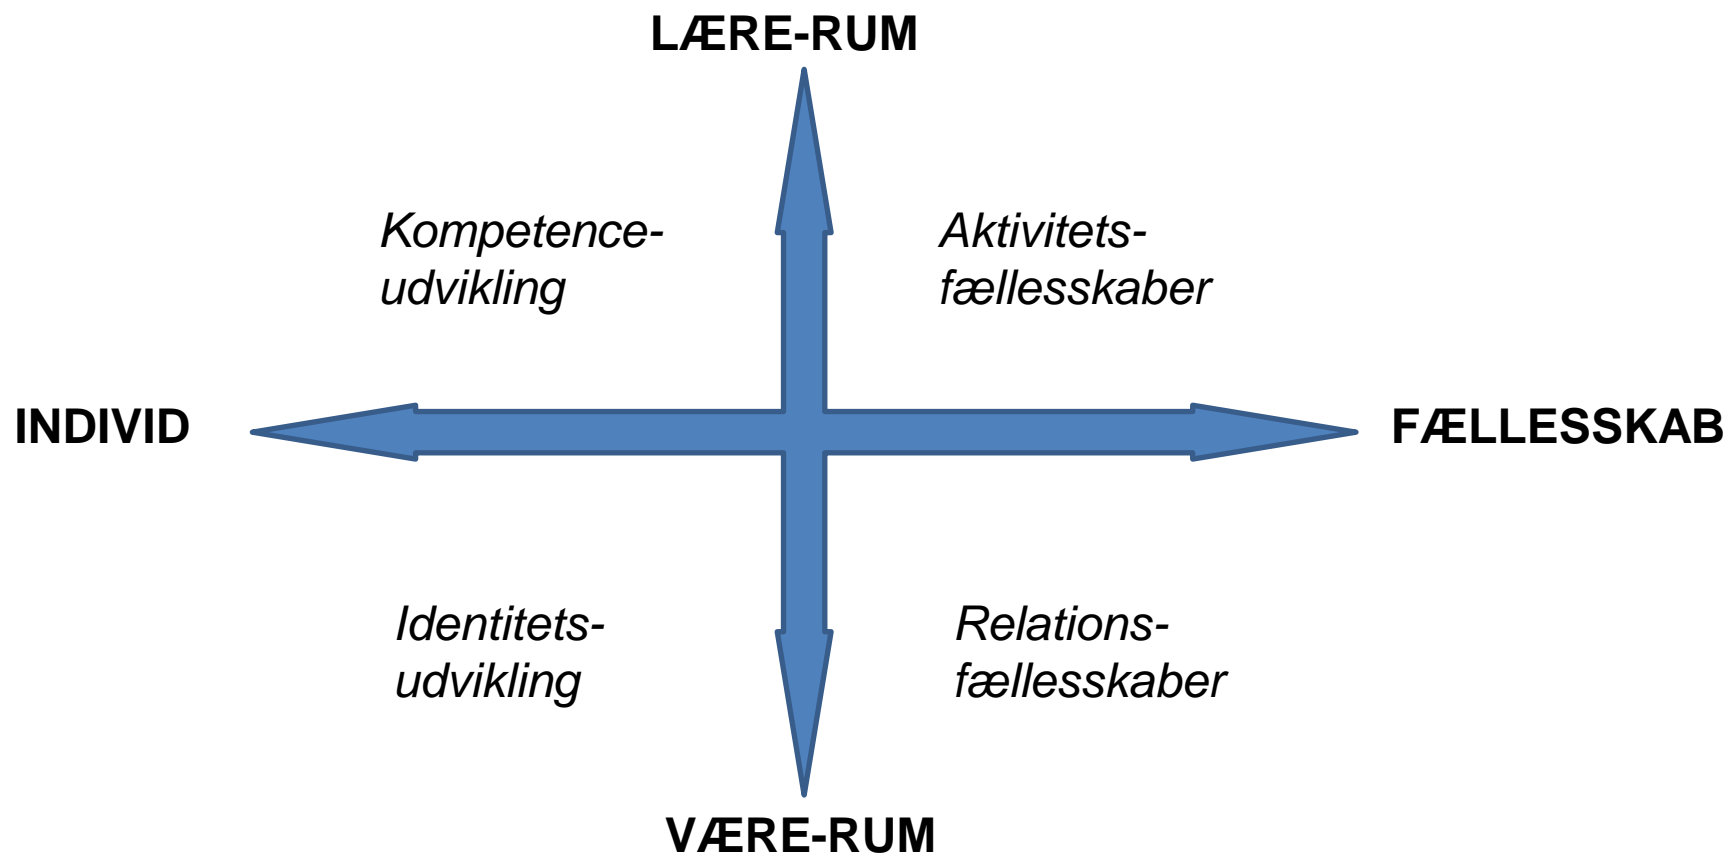 LÆRE-RUM
Kompetence-
udvikling
Aktivitets-
fællesskaber
INDIVID
FÆLLESSKAB
Identitets-
udvikling
Relations-
fællesskaber
VÆRE-RUM